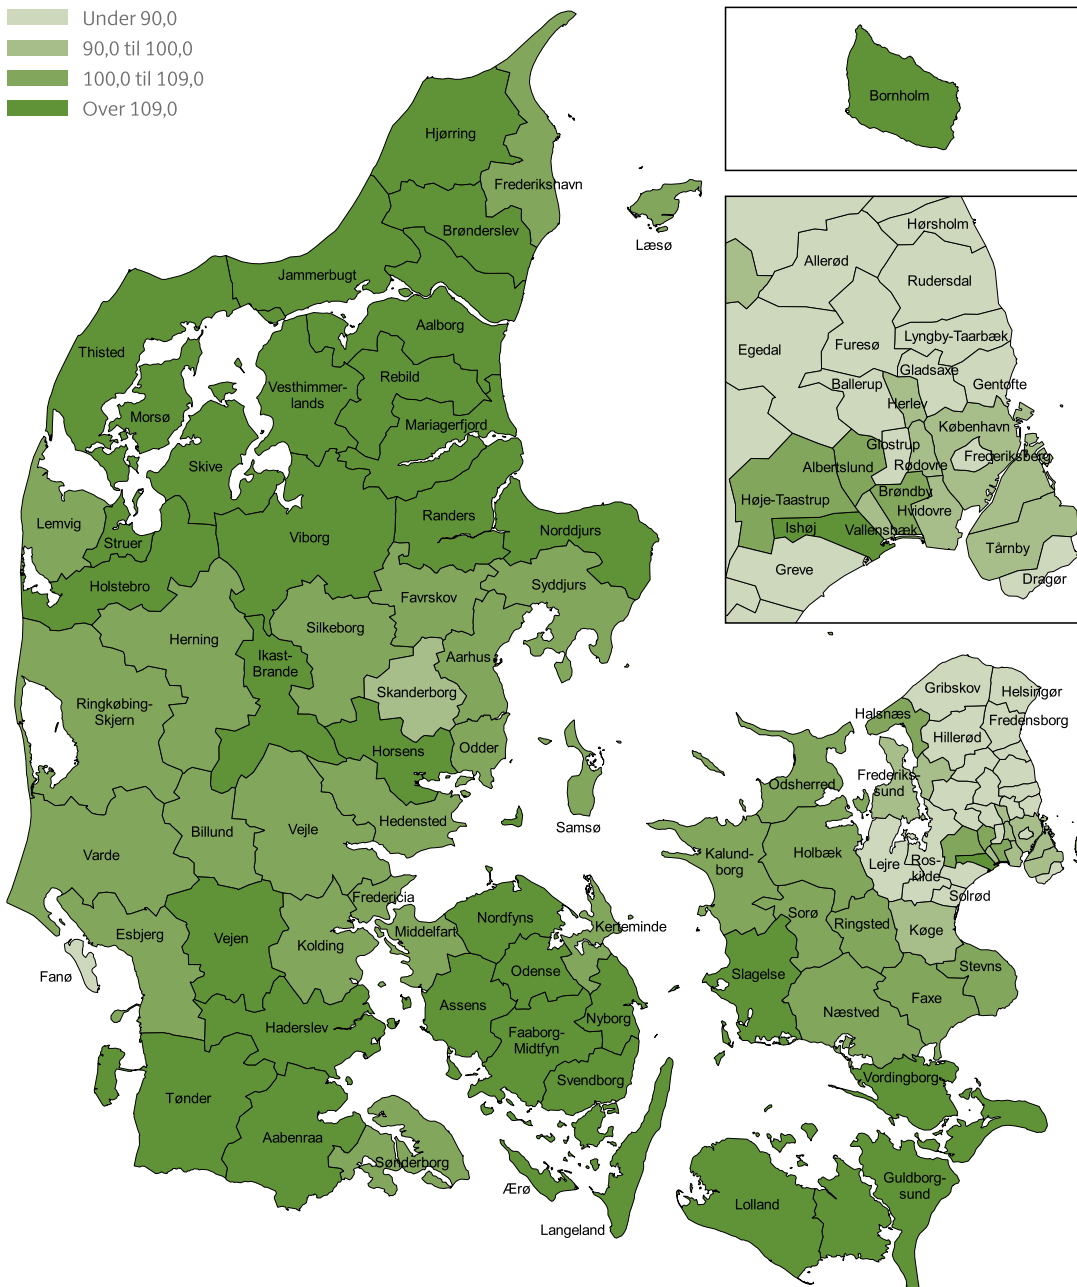 Under 90,0
90,0 til 100,0
100,0 til 109,0
Over 109,0
Bornholm
Hjørring
Frederikshavn
Læsø
Brønderslev
Jammerbugt
Aalborg
Thisted
Rebild
Vesthimmer-
lands
Morsø
Mariagerfjord
Skive
Lemvig
Randers
Struer
Viborg
Norddjurs
Holstebro
Syddjurs
Favrskov
Silkeborg
Herning
Ikast-
Brande
Aarhus
Skanderborg
Ringkøbing-
Skjern
Horsens
Odder
Samsø
Hedensted
Billund
Vejle
Varde
Fredericia
Esbjerg
Vejen
Kolding
Middelfart
Nordfyns
Kerteminde
Fanø
Odense
Assens
Nyborg
Faaborg-
Midtfyn
Haderslev
Svendborg
Tønder
Aabenraa
Sønderborg
Ærø
Langeland
Hørsholm
Allerød
Rudersdal
Egedal
Furesø
Lyngby-Taarbæk
Gladsaxe
Ballerup
Gentofte
Herlev
København
Glostrup
Frederiksberg
Albertslund
Rødovre
Høje-Taastrup
Brøndby
Hvidovre
Ishøj
Vallensbæk
Tårnby
Greve
Dragør
Gribskov
Helsingør
Halsnæs
Fredensborg
Hillerød
Frederiks-
sund
Odsherred
Kalund-
borg
Holbæk
Lejre
Ros-
kilde
Solrød
Sorø
Ringsted
Køge
Slagelse
Stevns
Næstved
Faxe
Vordingborg
Guldborg-
sund
Lolland